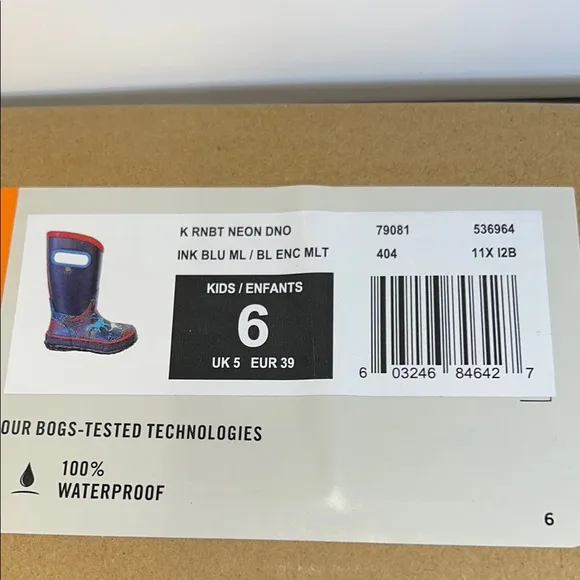 K RNBT NEON DNO 79081 536964
INK BLU ML / BL ENC MLT 404 11X I2B
KIDS / ENFANTS
6
UK 5 EUR 39
6 03246 84642 7
OUR BOGS-TESTED TECHNOLOGIES
100%
WATERPROOF
6